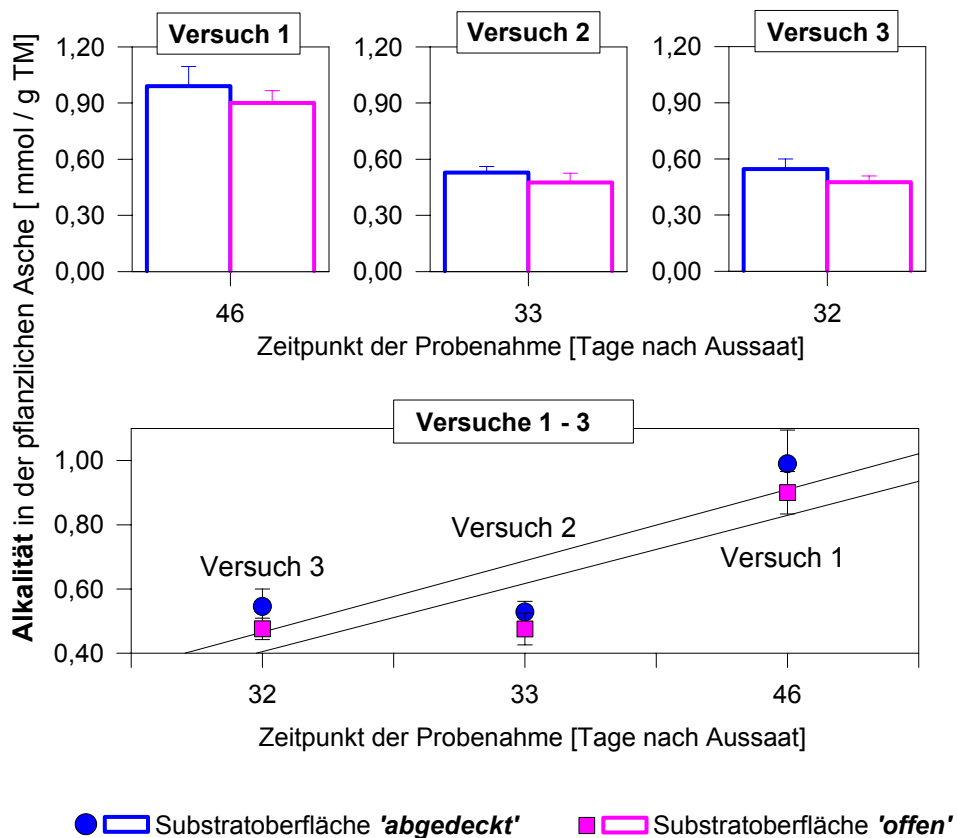 Versuch 1
Versuch 2
Versuch 3
Alkalität in der pflanzlichen Asche [ mmol / g TM]
1,20
0,90
0,60
0,30
0,00
46
1,20
0,90
0,60
0,30
0,00
33
1,20
0,90
0,60
0,30
0,00
32
Zeitpunkt der Probenahme [Tage nach Aussaat]
Versuche 1 - 3
1,00
0,80
0,60
0,40
Versuch 3
Versuch 2
Versuch 1
32
33
46
Zeitpunkt der Probenahme [Tage nach Aussaat]
Substratoberfläche 'abgedeckt'
Substratoberfläche 'offen'